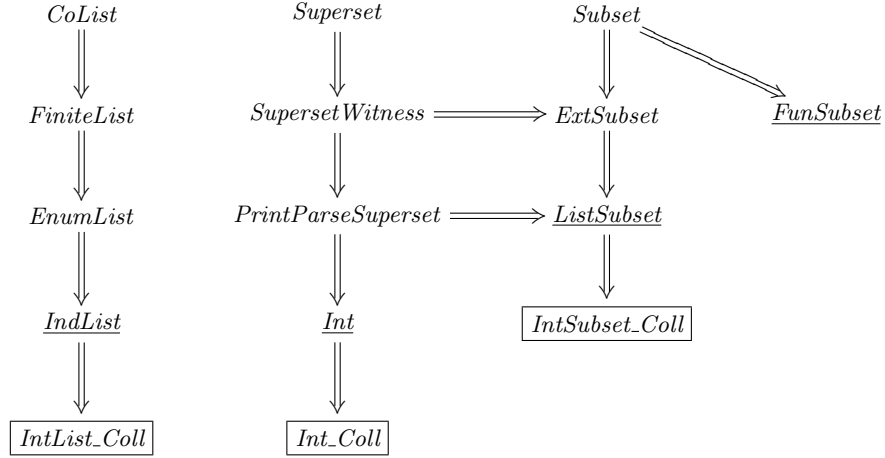 CoList Superset Subset
FiniteList SupersetWitness ExtSubset FunSubset
EnumList PrintParseSuperset ListSubset
IndList Int IntSubset_Coll
IntList_Coll Int_Coll